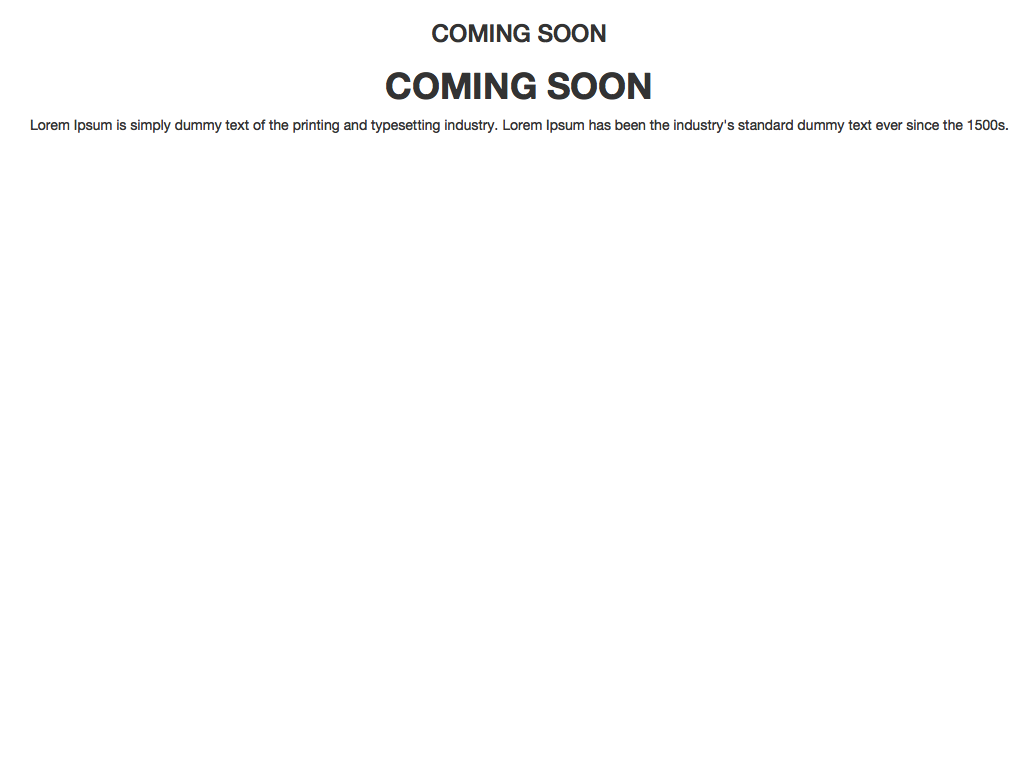 COMING SOON
COMING SOON
Lorem Ipsum is simply dummy text of the printing and typesetting industry. Lorem Ipsum has been the industry's standard dummy text ever since the 1500s.